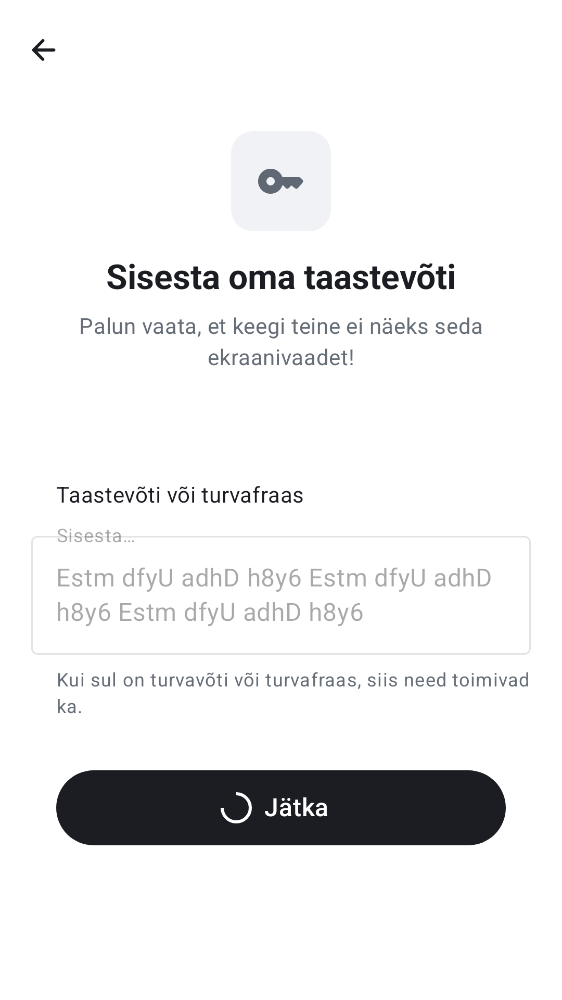 Sisesta oma taastevõti
Palun vaata, et keegi teine ei näeks seda
ekraanivaadet!
Taastevõti või turvafraas
Sisesta…
Estm dfyU adhD h8y6 Estm dfyU adhD
h8y6 Estm dfyU adhD h8y6
Kui sul on turvavõti või turvafraas, siis need toimivad
ka.
Jätka